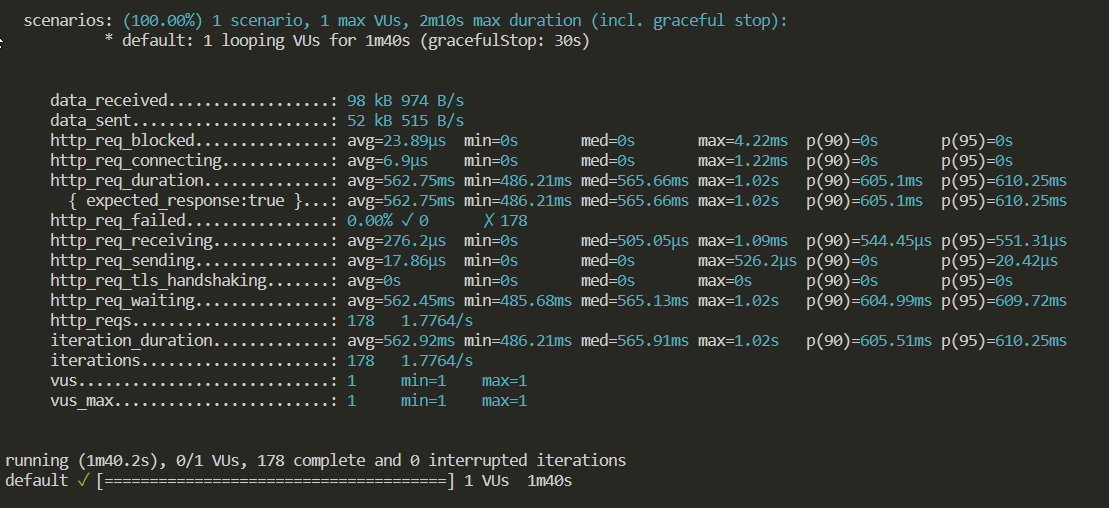 scenarios: (100.00%) 1 scenario, 1 max VUs, 2m10s max duration (incl. graceful stop):
* default: 1 looping VUs for 1m40s (gracefulStop: 30s)
data_received..................: 98 kB 974 B/s
data_sent......................: 52 kB 515 B/s
http_req_blocked...............: avg=23.89µs min=0s med=0s max=4.22ms p(90)=0s p(95)=0s
http_req_connecting............: avg=6.9µs min=0s med=0s max=1.22ms p(90)=0s p(95)=0s
http_req_duration..............: avg=562.75ms min=486.21ms med=565.66ms max=1.02s p(90)=605.1ms p(95)=610.25ms
{ expected_response:true }...: avg=562.75ms min=486.21ms med=565.66ms max=1.02s p(90)=605.1ms p(95)=610.25ms
http_req_failed................: 0.00% ✓ 0 ✗ 178
http_req_receiving.............: avg=276.2µs min=0s med=505.05µs max=1.09ms p(90)=544.45µs p(95)=551.31µs
http_req_sending...............: avg=17.86µs min=0s med=0s max=526.2µs p(90)=0s p(95)=20.42µs
http_req_tls_handshaking.......: avg=0s min=0s med=0s max=0s p(90)=0s p(95)=0s
http_req_waiting...............: avg=562.45ms min=485.68ms med=565.13ms max=1.02s p(90)=604.99ms p(95)=609.72ms
http_reqs......................: 178 1.7764/s
iteration_duration.............: avg=562.92ms min=486.21ms med=565.91ms max=1.02s p(90)=605.51ms p(95)=610.25ms
iterations.....................: 178 1.7764/s
vus............................: 1 min=1 max=1
vus_max........................: 1 min=1 max=1
running (1m40.2s), 0/1 VUs, 178 complete and 0 interrupted iterations
default ✓ [======================================] 1 VUs 1m40s